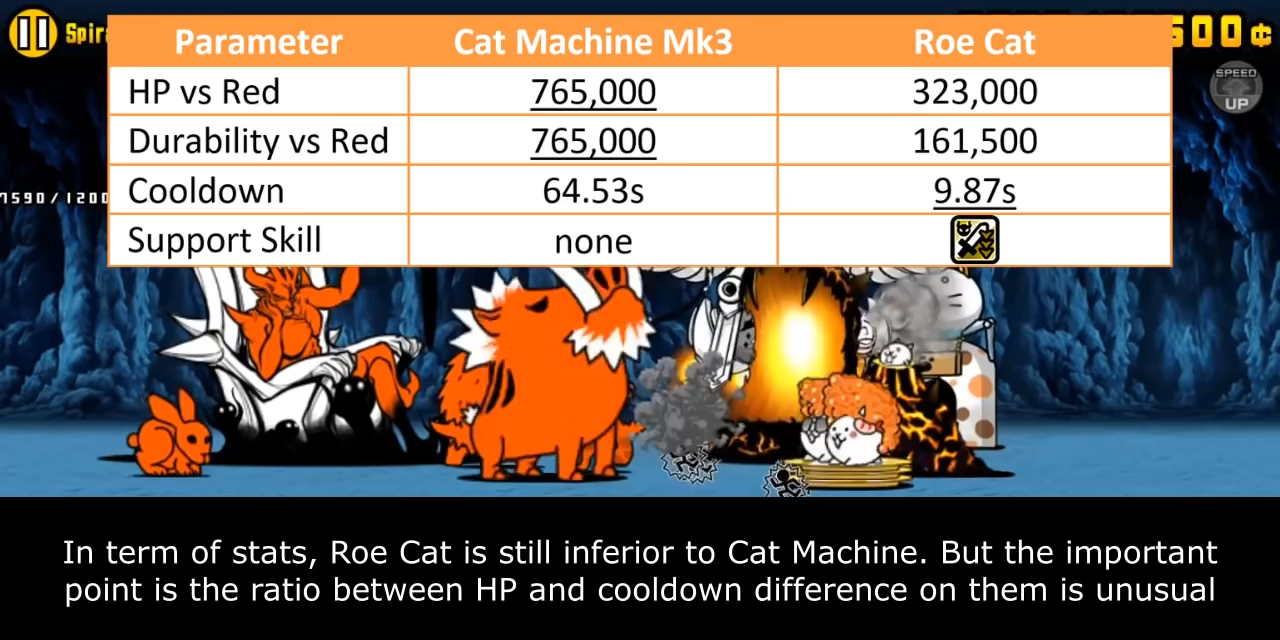 Parameter Cat Machine Mk3 Roe Cat
HP vs Red 765,000 323,000
Durability vs Red 765,000 161,500
Cooldown 64.53s 9.87s
Support Skill none
SPEED
UP
In term of stats, Roe Cat is still inferior to Cat Machine. But the important
point is the ratio between HP and cooldown difference on them is unusual